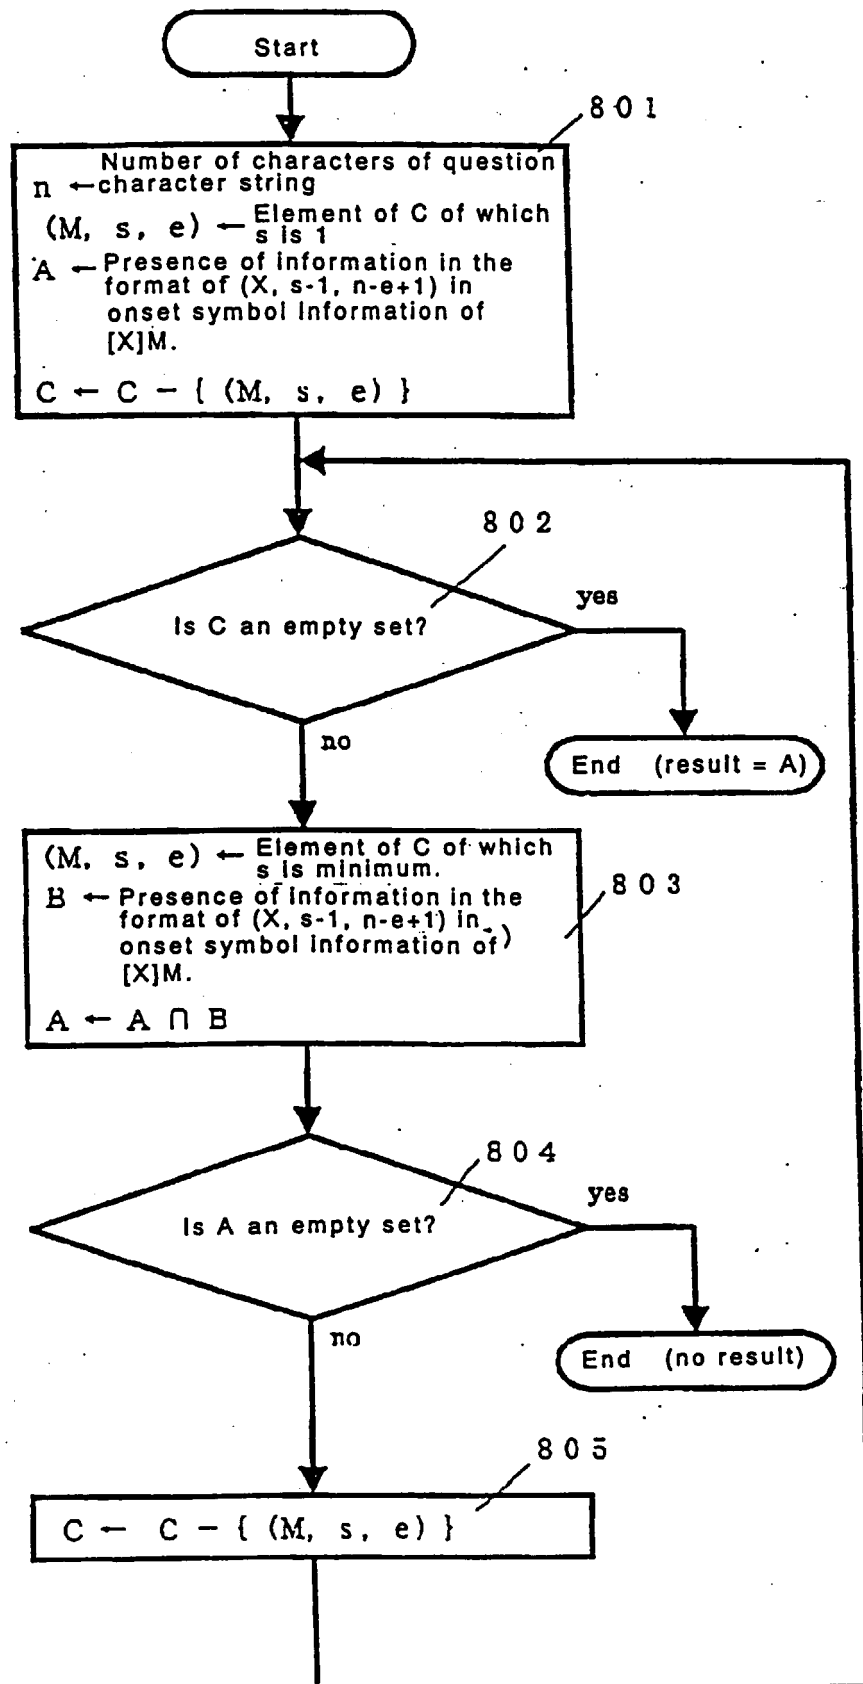 Start
801
Number of characters of question
n ← character string
(M, s, e) ← Element of C of which
s is 1
A ← Presence of information in the
format of (X, s-1, n-e+1) in
onset symbol information of
[X]M.
C ← C - { (M, s, e) }
802
Is C an empty set?
yes
no
End (result = A)
(M, s, e) ← Element of C of which
s is minimum.
803
B ← Presence of information in the
format of (X, s-1, n-e+1) in
onset symbol information of)
[X]M.
A ← A ∩ B
804
Is A an empty set?
yes
no
End (no result)
805
C ← C - { (M, s, e) }